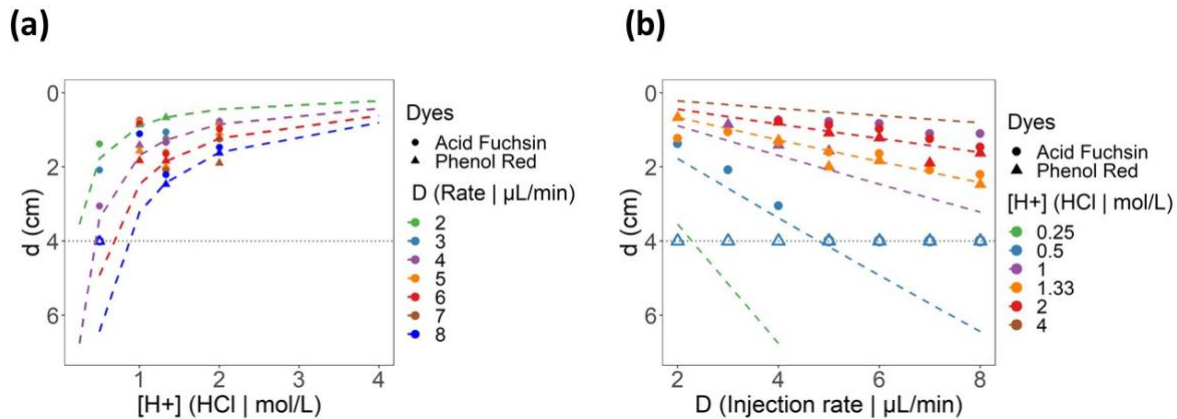 (a)
(b)
0
2
4
6
d (cm)
1
2
3
4
[H+] (HCl | mol/L)
Dyes
Acid Fuchsin
Phenol Red
D (Rate | µL/min)
2
3
4
5
6
7
8
0
2
4
6
d (cm)
2
4
6
8
D (Injection rate | µL/min)
Dyes
Acid Fuchsin
Phenol Red
[H+] (HCl | mol/L)
0.25
0.5
1
1.33
2
4